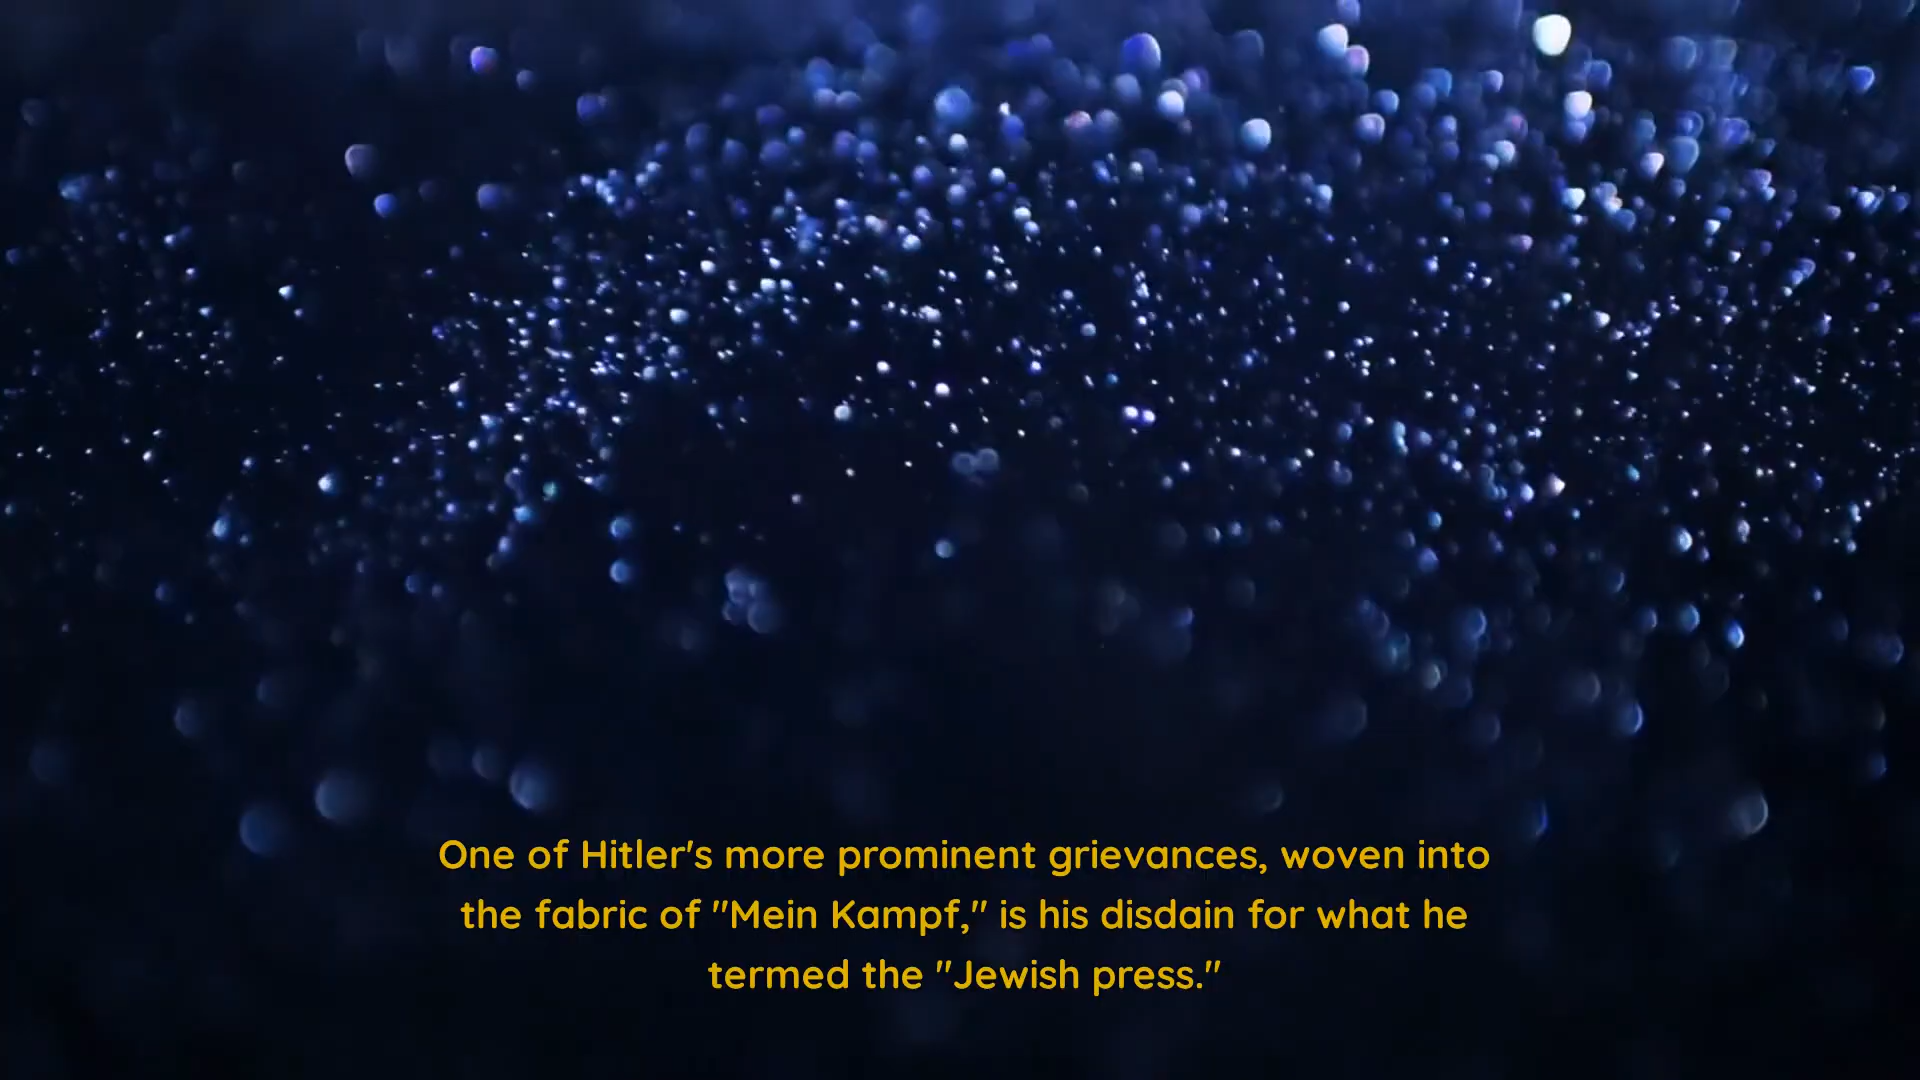 One of Hitler's more prominent grievances, woven into
the fabric of "Mein Kampf," is his disdain for what he
termed the "Jewish press."